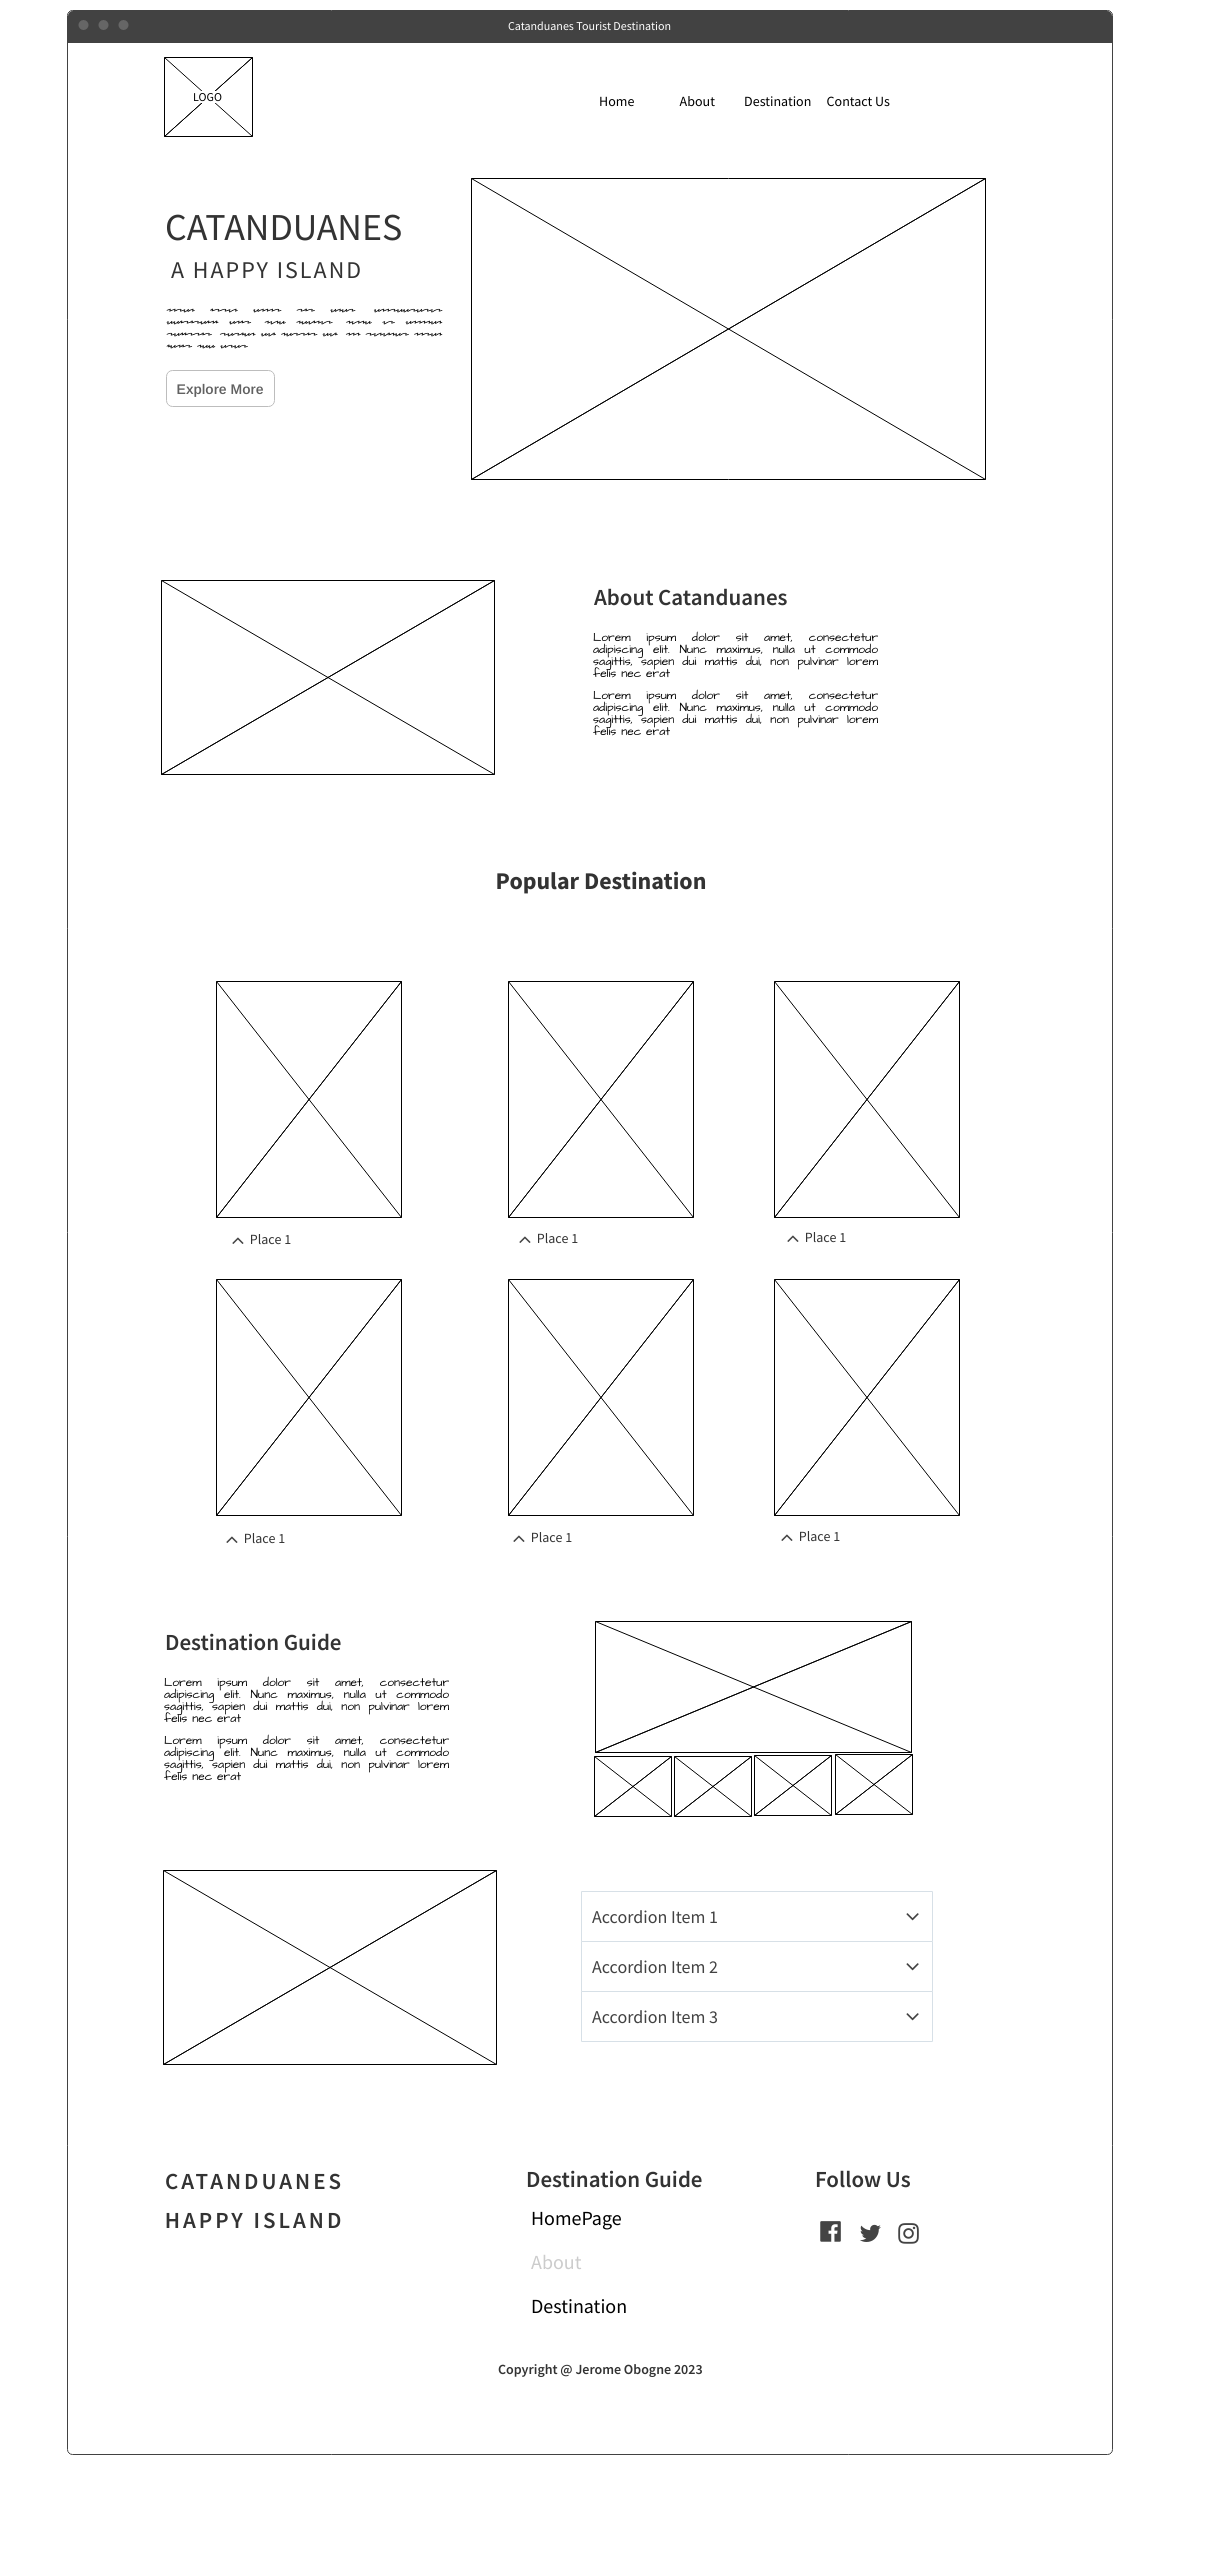 Catanduanes Tourist Destination
LOGO
Home About Destination Contact Us
CATANDUANES
A HAPPY ISLAND
Explore More
About Catanduanes
Lorem ipsum dolor sit amet, consectetur
adipiscing elit. Nunc maximus, nulla ut commodo
sagittis, sapien dui mattis dui, non pulvinar lorem
felis nec erat
Lorem ipsum dolor sit amet, consectetur
adipiscing elit. Nunc maximus, nulla ut commodo
sagittis, sapien dui mattis dui, non pulvinar lorem
felis nec erat
Popular Destination
Place 1 Place 1 Place 1
Place 1 Place 1 Place 1
Destination Guide
Lorem ipsum dolor sit amet, consectetur
adipiscing elit. Nunc maximus, nulla ut commodo
sagittis, sapien dui mattis dui, non pulvinar lorem
felis nec erat
Lorem ipsum dolor sit amet, consectetur
adipiscing elit. Nunc maximus, nulla ut commodo
sagittis, sapien dui mattis dui, non pulvinar lorem
felis nec erat
Accordion Item 1
Accordion Item 2
Accordion Item 3
CATANDUANES
HAPPY ISLAND
Destination Guide
HomePage
About
Destination
Follow Us
Copyright @ Jerome Obogne 2023